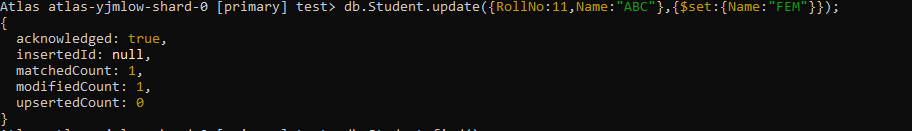 Atlas atlas-yjmlow-shard-0 [primary] test> db.Student.update({RollNo:11,Name:"ABC"},{$set:{Name:"FEM"}});
{
  acknowledged: true,
  insertedId: null,
  matchedCount: 1,
  modifiedCount: 1,
  upsertedCount: 0
}